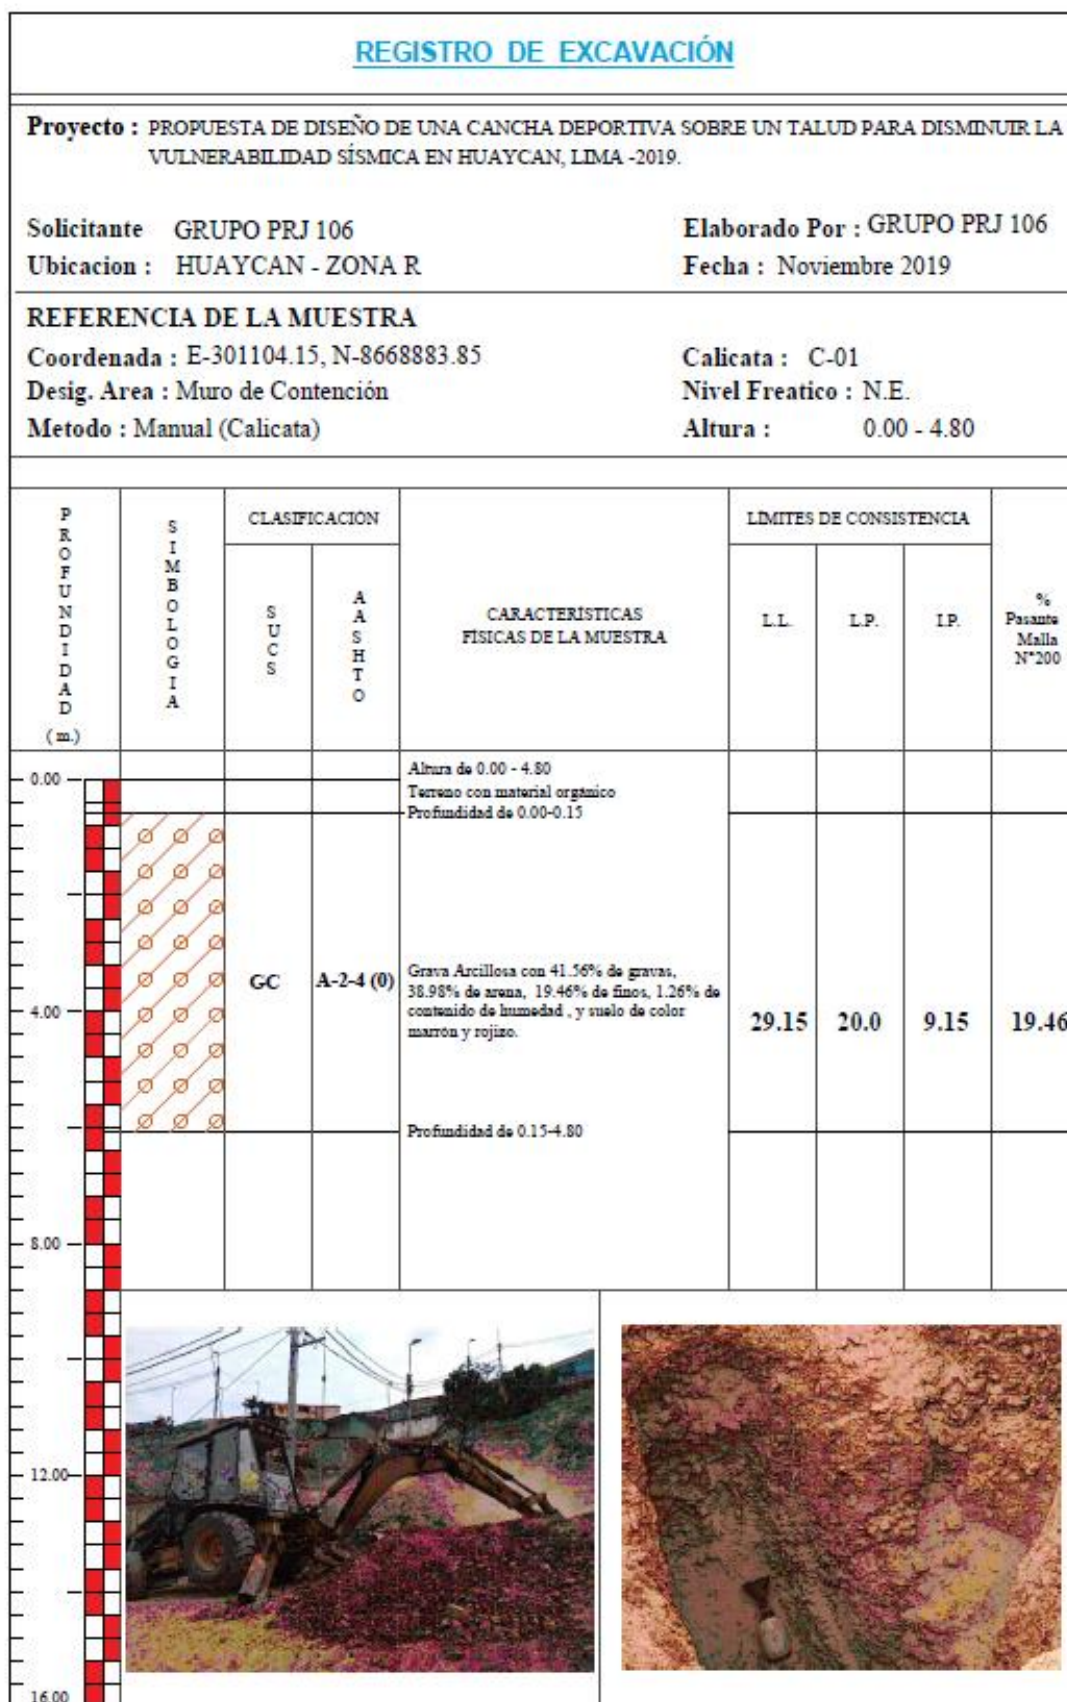 REGISTRO DE EXCAVACIÓN
Proyecto : PROPUESTA DE DISEÑO DE UNA CANCHA DEPORTIVA SOBRE UN TALUD PARA DISMINUIR LA
VULNERABILIDAD SÍSMICA EN HUAYCAN, LIMA -2019.
Solicitante GRUPO PRJ 106
Elaborado Por : GRUPO PRJ 106
Ubicacion : HUAYCAN - ZONA R
Fecha : Noviembre 2019
REFERENCIA DE LA MUESTRA
Coordenada : E-301104.15, N-8668883.85
Calicata : C-01
Desig. Area : Muro de Contención
Nivel Freatico : N.E.
Metodo : Manual (Calicata)
Altura : 0.00 - 4.80
PROFUNDIDAD
( m.)
SIMBOLOGIA
CLASIFICACIÓN
SUCS
AASHTO
CARACTERÍSTICAS
FÍSICAS DE LA MUESTRA
LÍMITES DE CONSISTENCIA
L.L.
L.P.
I.P.
%
Pasante
Malla
N°200
0.00
Altura de 0.00 - 4.80
Terreno con material orgánico
Profundidad de 0.00-0.15
GC
A-2-4 (0)
Grava Arcillosa con 41.56% de gravas,
38.98% de arena, 19.46% de finos, 1.26% de
contenido de humedad , y suelo de color
marrón y rojizo.
4.00
29.15
20.0
9.15
19.46
Profundidad de 0.15-4.80
8.00
12.00
16.00